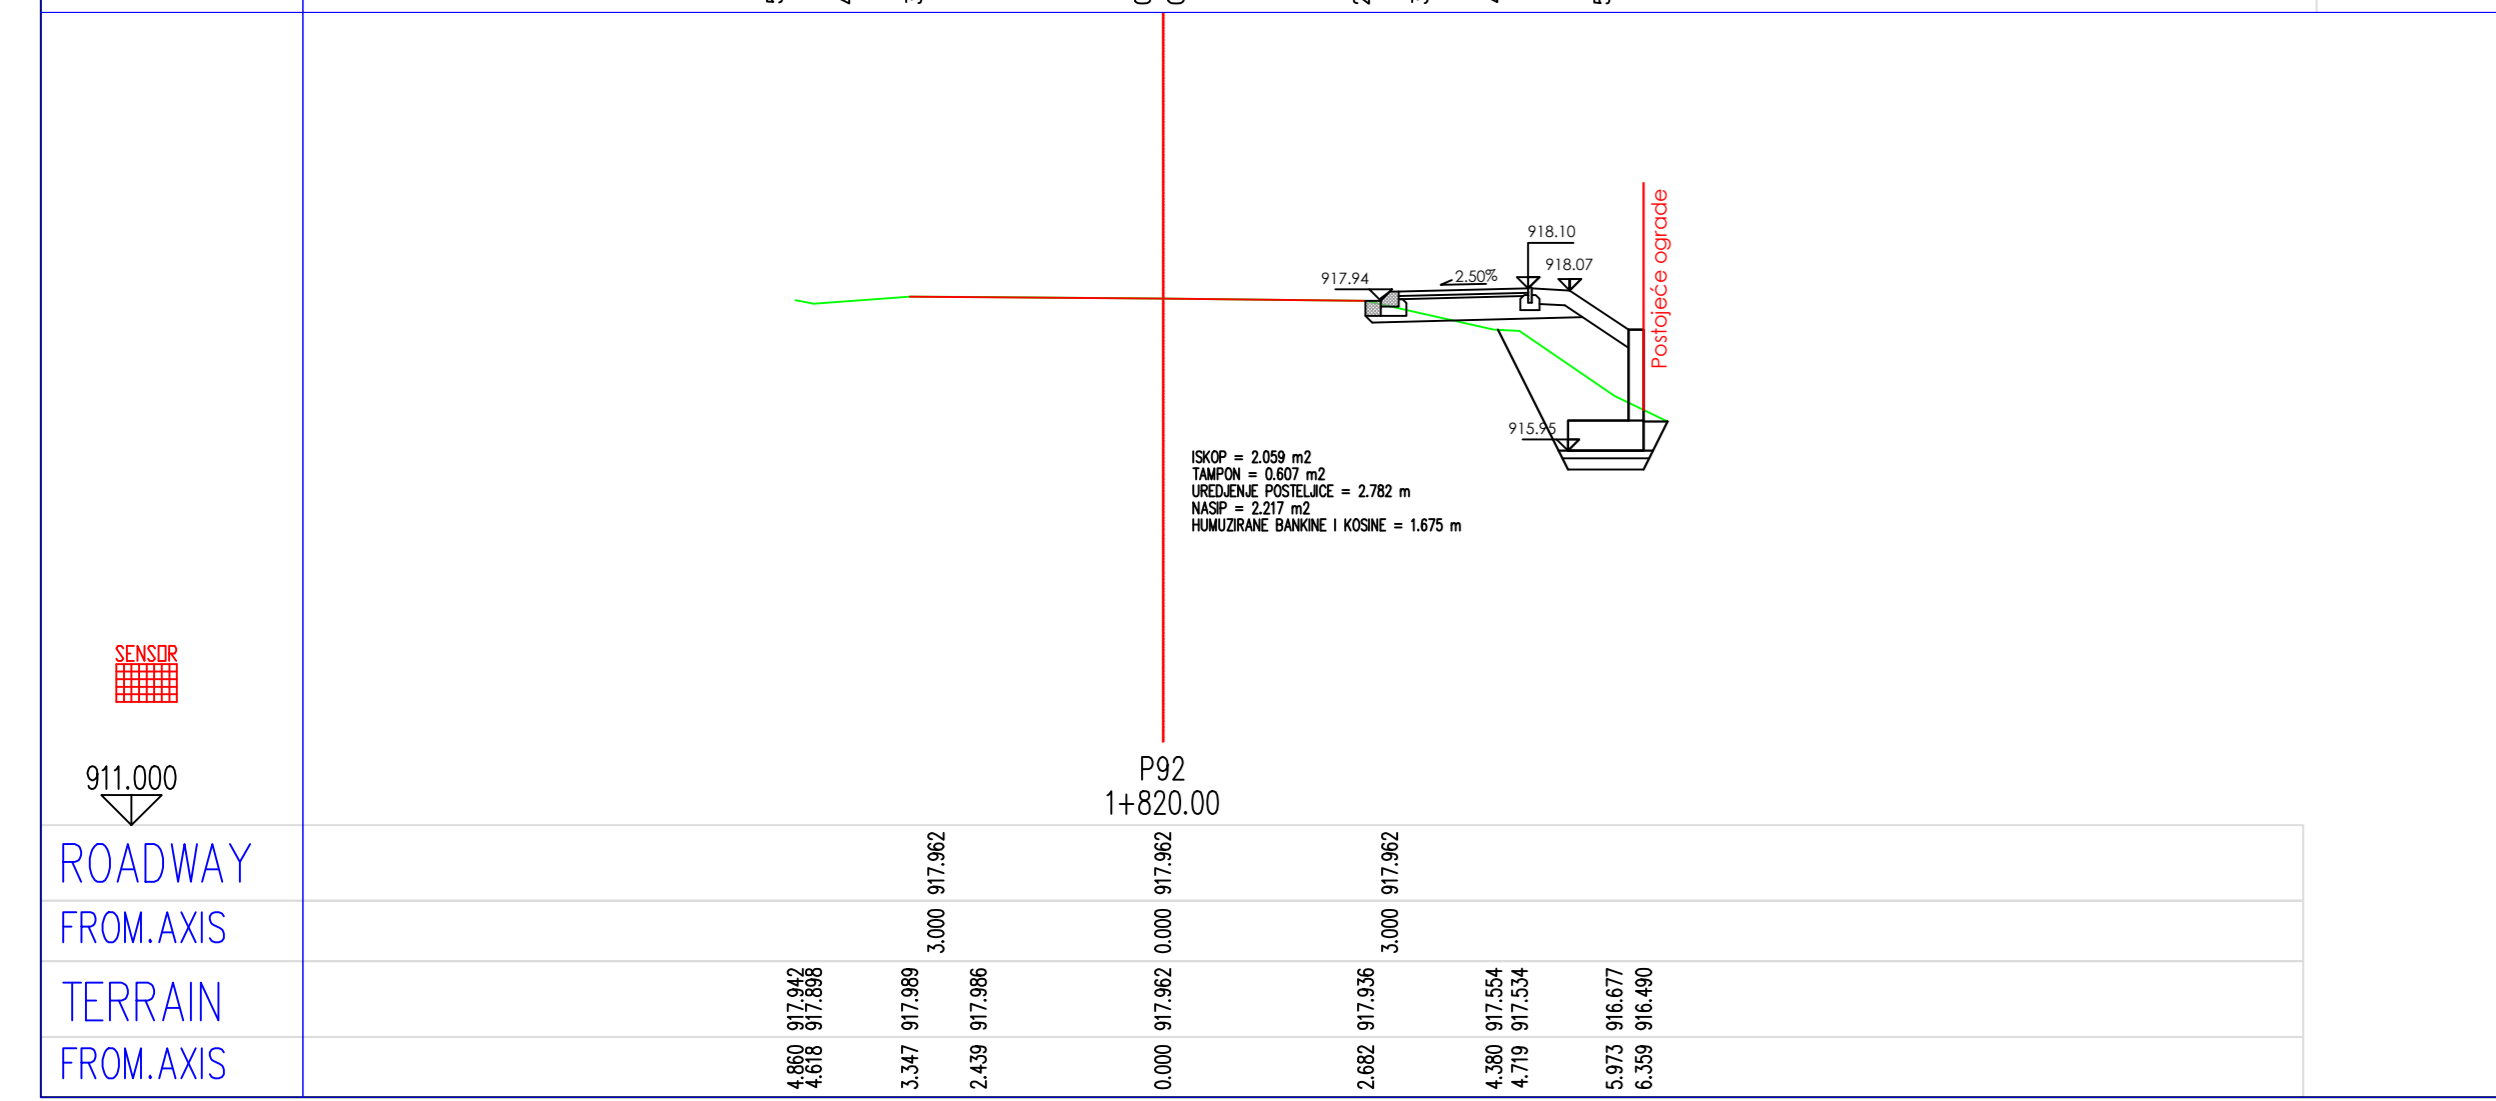 918.10
917.94
2.50%
918.07
Postojeće ograde
915.95
ISKOP = 2.059 m2
TAMPON = 0.607 m2
UREDJENJE POSTELJICE = 2.782 m
NASIP = 2.217 m2
HUMUZIRANE BANKINE I KOSINE = 1.675 m
SENSOR
911.000
P92
1+820.00
ROADWAY 917.962 917.962 917.962
FROM.AXIS 3.000 0.000 3.000
TERRAIN 917.942 917.898 917.989 917.986 917.962 917.936 917.554 917.534 916.677 916.490
FROM.AXIS 4.860 4.618 3.347 2.439 0.000 2.682 4.380 4.719 5.973 6.359